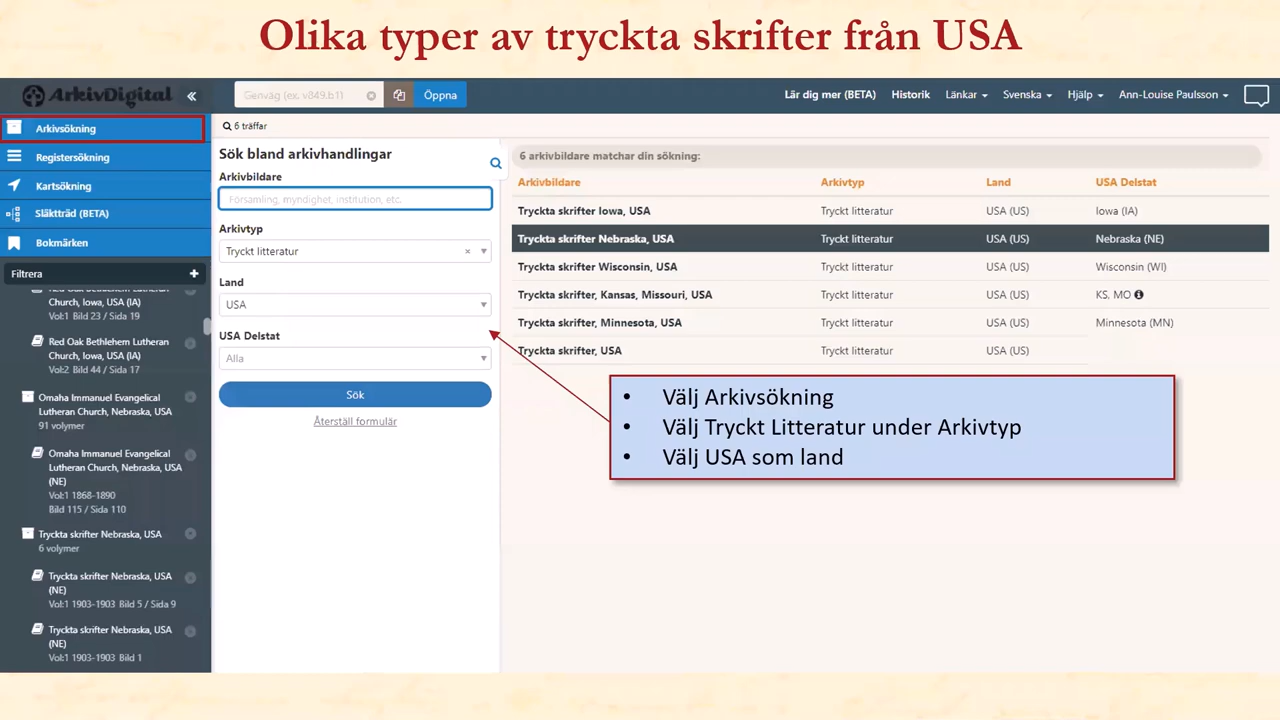 Olika typer av tryckta skrifter från USA
ArkivDigital
Genväg (ex. v849.b1)
Öppna
Lär dig mer (BETA)
Historik
Länkar
Svenska
Hjälp
Ann-Louise Paulsson
Arkivsökning
Registersökning
Kartsökning
Släktträd (BETA)
Bokmärken
Filtrera
+
Red Oak Bethlehem Lutheran
Church, Iowa, USA (IA)
Vol:1 Bild 23 / Sida 19
Red Oak Bethlehem Lutheran
Church, Iowa, USA (IA)
Vol:2 Bild 44 / Sida 17
Omaha Immanuel Evangelical
Lutheran Church, Nebraska, USA
91 volymer
Omaha Immanuel Evangelical
Lutheran Church, Nebraska, USA
(NE)
Vol:1 1868-1890
Bild 115 / Sida 110
Tryckta skrifter Nebraska, USA
6 volymer
Tryckta skrifter Nebraska, USA
(NE)
Vol:1 1903-1903 Bild 5 / Sida 9
Tryckta skrifter Nebraska, USA
(NE)
Vol:1 1903-1903 Bild 1
6 träffar
Sök bland arkivhandlingar
Arkivbildare
Församling, myndighet, institution, etc.
Arkivtyp
Tryckt litteratur ×
Land
USA
USA Delstat
Alla
Sök
Återställ formulär
6 arkivbildare matchar din sökning:
Arkivbildare Arkivtyp Land USA Delstat
Tryckta skrifter Iowa, USA Tryckt litteratur USA (US) Iowa (IA)
Tryckta skrifter Nebraska, USA Tryckt litteratur USA (US) Nebraska (NE)
Tryckta skrifter Wisconsin, USA Tryckt litteratur USA (US) Wisconsin (WI)
Tryckta skrifter, Kansas, Missouri, USA Tryckt litteratur USA (US) KS, MO
Tryckta skrifter, Minnesota, USA Tryckt litteratur USA (US) Minnesota (MN)
Tryckta skrifter, USA Tryckt litteratur USA (US)
• Välj Arkivsökning
• Välj Tryckt Litteratur under Arkivtyp
• Välj USA som land